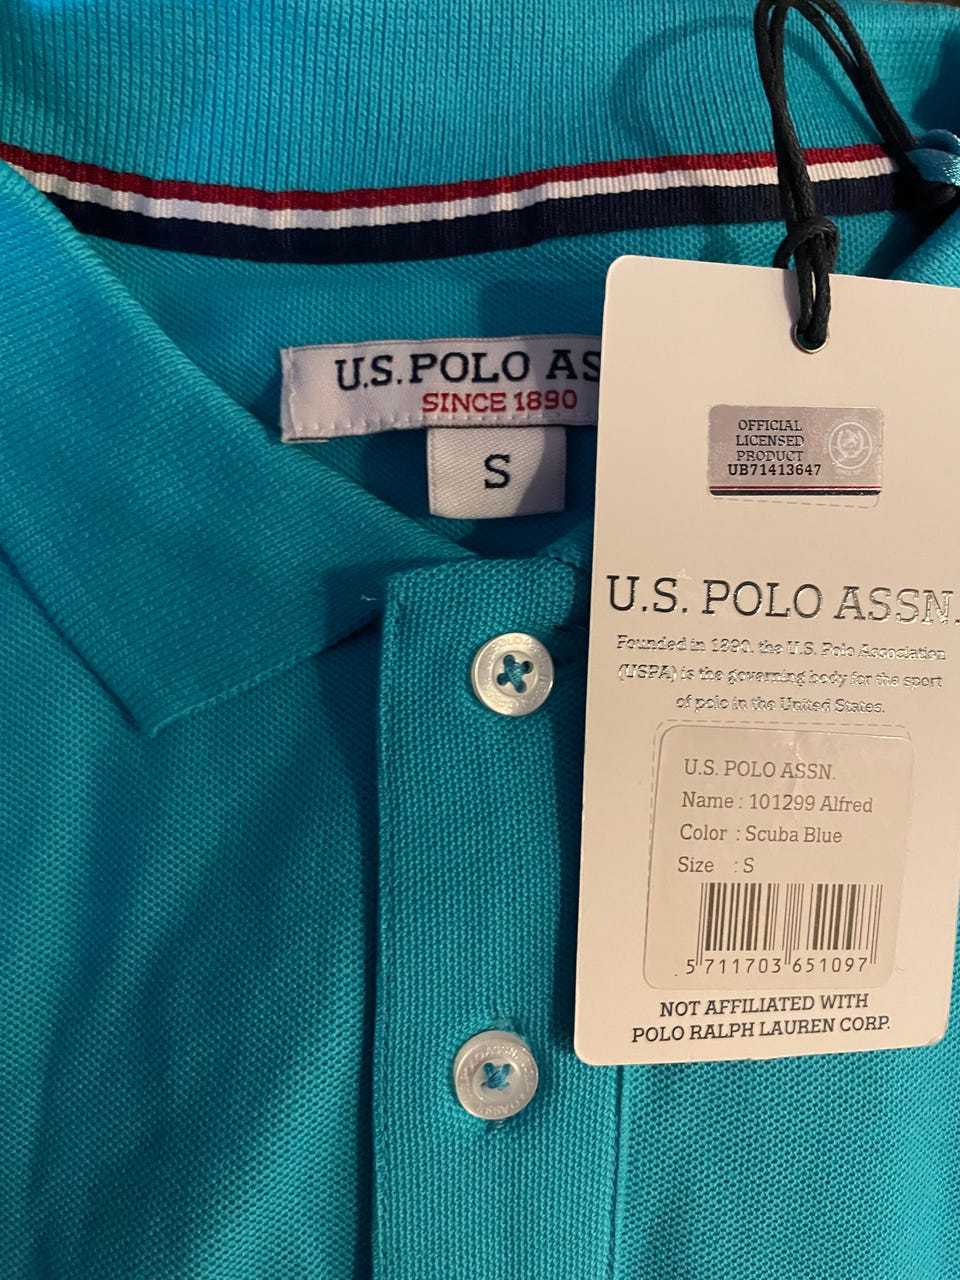 U.S. POLO AS
SINCE 1890
S
OFFICIAL
LICENSED
PRODUCT
UB71413647
U.S. POLO ASSN.
Founded in 1890, the U.S. Polo Association
(USPA) is the governing body for the sport
of polo in the United States.
U.S. POLO ASSN.
Name : 101299 Alfred
Color : Scuba Blue
Size : S
5 711703 651097
NOT AFFILIATED WITH
POLO RALPH LAUREN CORP.